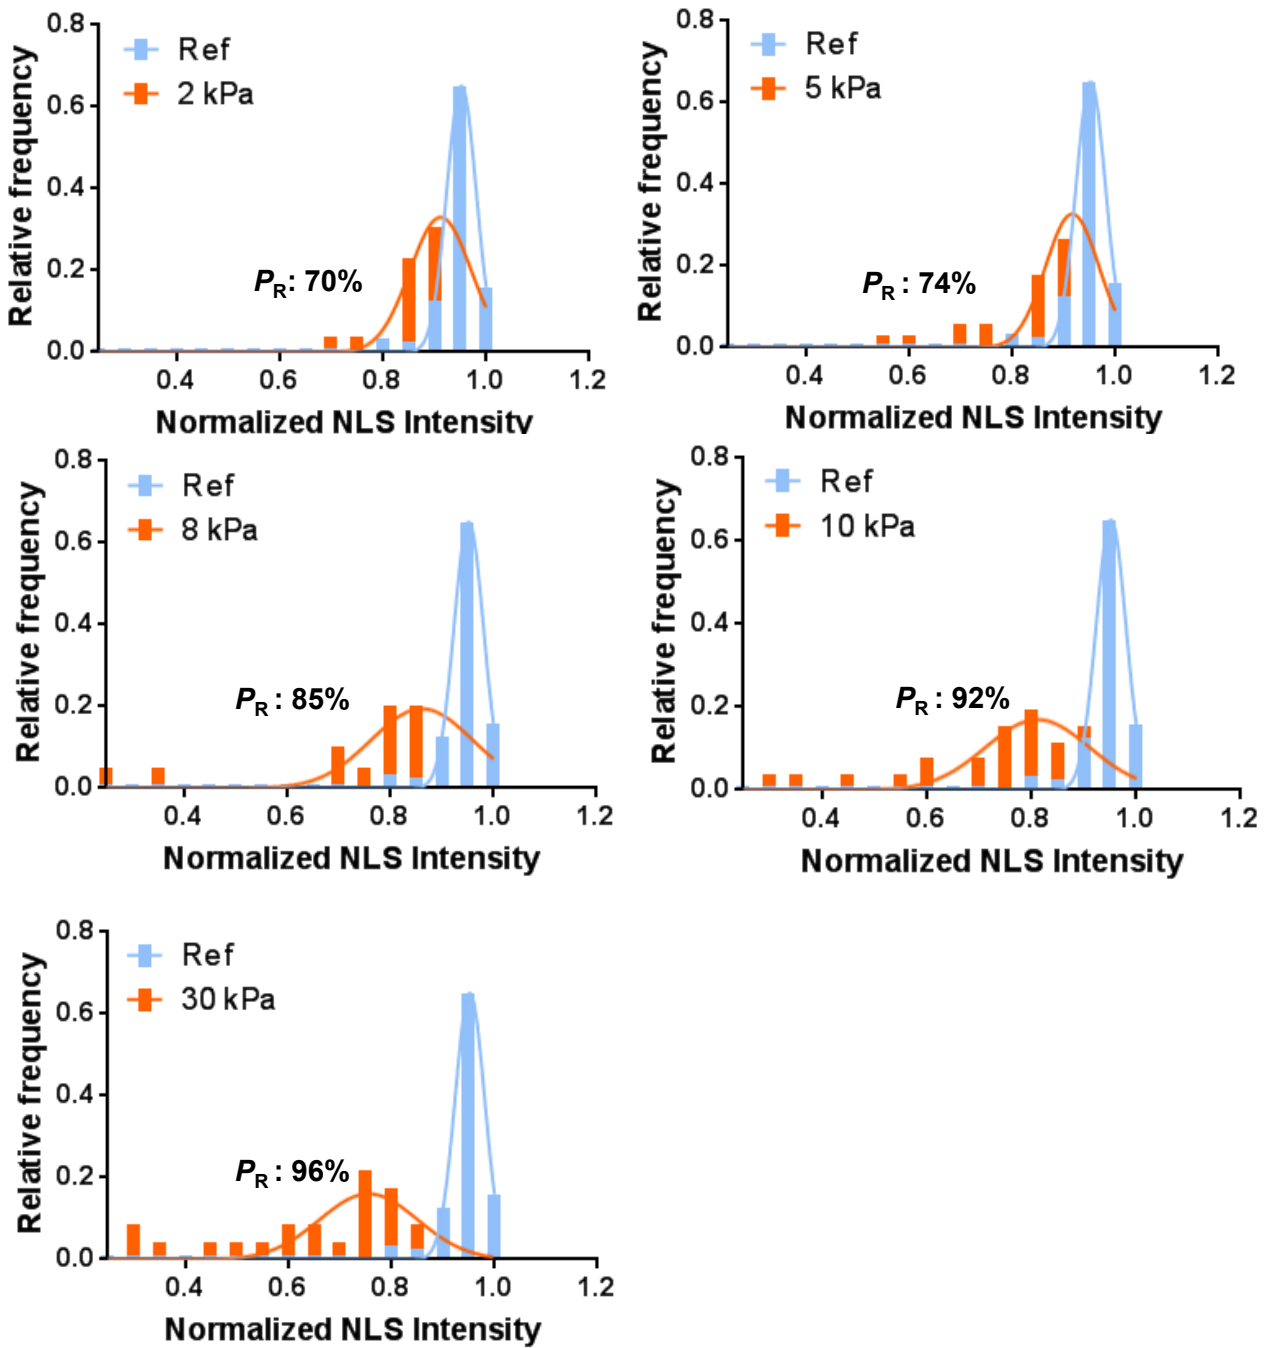 0.8
Ref
2 kPa
0.6
0.4
0.2
0.0
PR: 70%
0.4 0.6 0.8 1.0 1.2
Relative frequency
Normalized NLS Intensity
0.8
Ref
5 kPa
0.6
0.4
0.2
0.0
PR : 74%
0.4 0.6 0.8 1.0 1.2
Relative frequency
Normalized NLS Intensity
0.8
Ref
8 kPa
0.6
0.4
0.2
0.0
PR : 85%
0.4 0.6 0.8 1.0 1.2
Relative frequency
Normalized NLS Intensity
0.8
Ref
10 kPa
0.6
0.4
0.2
0.0
PR : 92%
0.4 0.6 0.8 1.0 1.2
Relative frequency
Normalized NLS Intensity
0.8
Ref
30 kPa
0.6
0.4
0.2
0.0
PR : 96%
0.4 0.6 0.8 1.0 1.2
Relative frequency
Normalized NLS Intensity